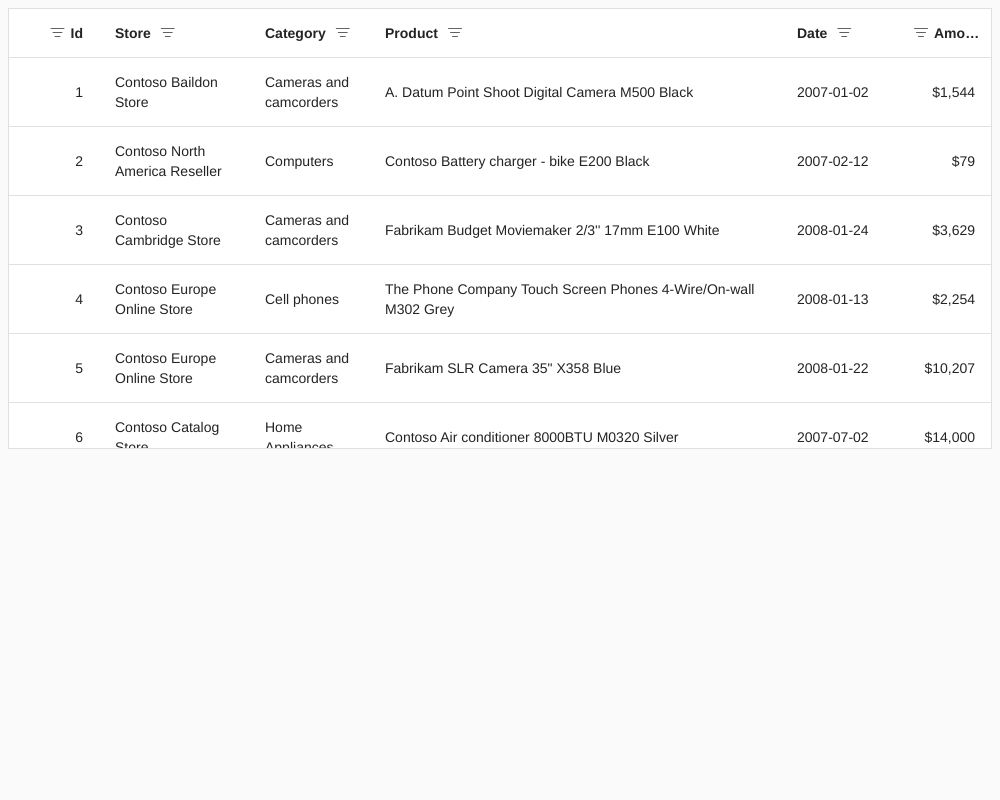 Id Store Category Product Date Amo…
1 Contoso Baildon Store Cameras and camcorders A. Datum Point Shoot Digital Camera M500 Black 2007-01-02 $1,544
2 Contoso North America Reseller Computers Contoso Battery charger - bike E200 Black 2007-02-12 $79
3 Contoso Cambridge Store Cameras and camcorders Fabrikam Budget Moviemaker 2/3" 17mm E100 White 2008-01-24 $3,629
4 Contoso Europe Online Store Cell phones The Phone Company Touch Screen Phones 4-Wire/On-wall M302 Grey 2008-01-13 $2,254
5 Contoso Europe Online Store Cameras and camcorders Fabrikam SLR Camera 35" X358 Blue 2008-01-22 $10,207
6 Contoso Catalog Store Home Appliances Contoso Air conditioner 8000BTU M0320 Silver 2007-07-02 $14,000